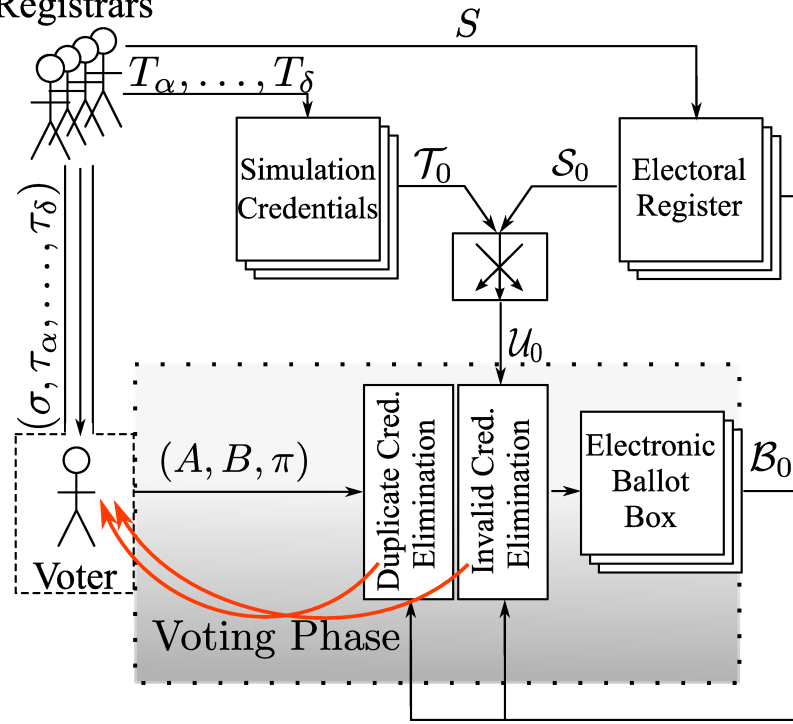 Registrars
S
T_α, . . . , T_δ
Simulation
Credentials
𝒯_0
𝒮_0
Electoral
Register
(σ, τ_α, . . . , τ_δ)
𝒰_0
(A, B, π)
Duplicate Cred.
Elimination
Invalid Cred.
Elimination
Electronic
Ballot
Box
ℬ_0
Voter
Voting Phase